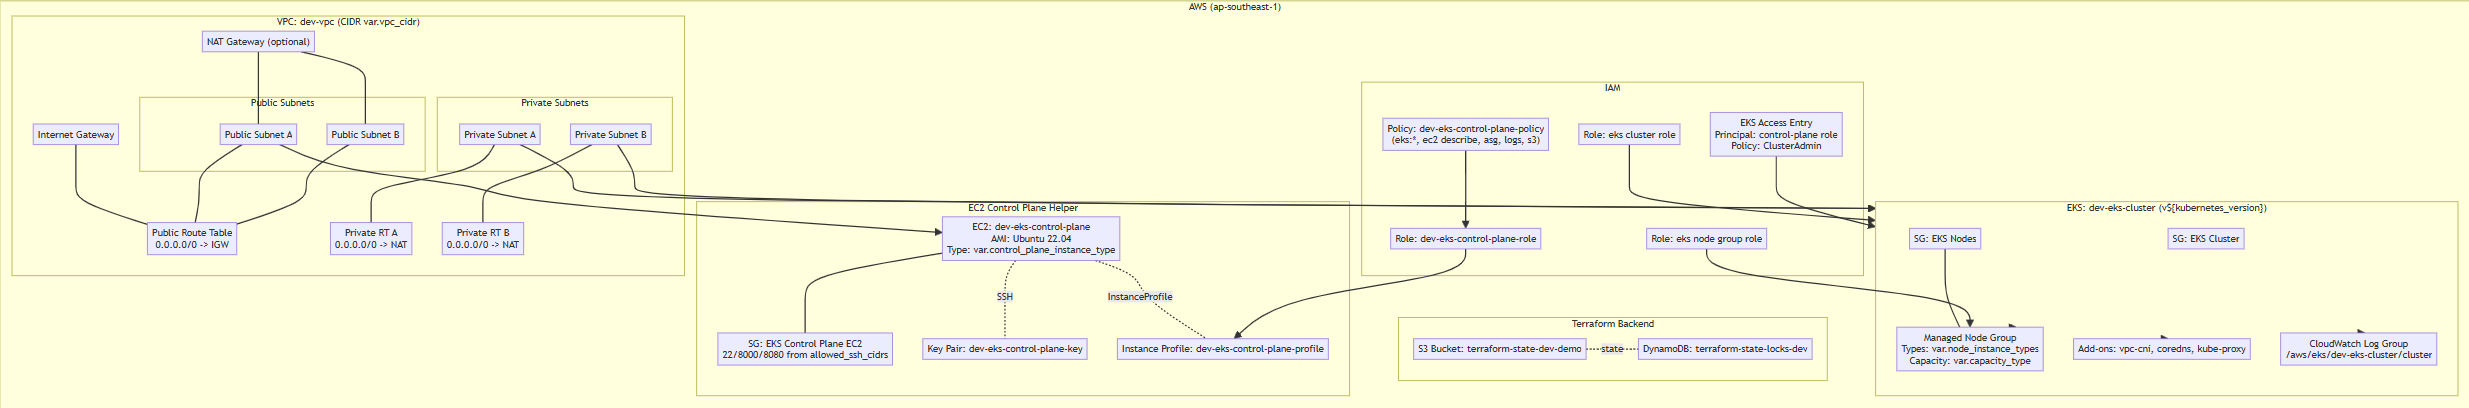 AWS (ap-southeast-1)
VPC: dev-vpc (CIDR var.vpc_cidr)
NAT Gateway (optional)
Public Subnets
Private Subnets
Internet Gateway
Public Subnet A
Public Subnet B
Private Subnet A
Private Subnet B
Public Route Table
0.0.0.0/0 -> IGW
Private RT A
0.0.0.0/0 -> NAT
Private RT B
0.0.0.0/0 -> NAT
EC2 Control Plane Helper
EC2: dev-eks-control-plane
AMI: Ubuntu 22.04
Type: var.control_plane_instance_type
SSH
InstanceProfile
SG: EKS Control Plane EC2
22/8000/8080 from allowed_ssh_cidrs
Key Pair: dev-eks-control-plane-key
Instance Profile: dev-eks-control-plane-profile
IAM
Policy: dev-eks-control-plane-policy
(eks:*, ec2 describe, asg, logs, s3)
Role: eks cluster role
EKS Access Entry
Principal: control-plane role
Policy: ClusterAdmin
Role: dev-eks-control-plane-role
Role: eks node group role
Terraform Backend
S3 Bucket: terraform-state-dev-demo
state
DynamoDB: terraform-state-locks-dev
EKS: dev-eks-cluster (v${kubernetes_version})
SG: EKS Nodes
SG: EKS Cluster
Managed Node Group
Types: var.node_instance_types
Capacity: var.capacity_type
Add-ons: vpc-cni, coredns, kube-proxy
CloudWatch Log Group
/aws/eks/dev-eks-cluster/cluster